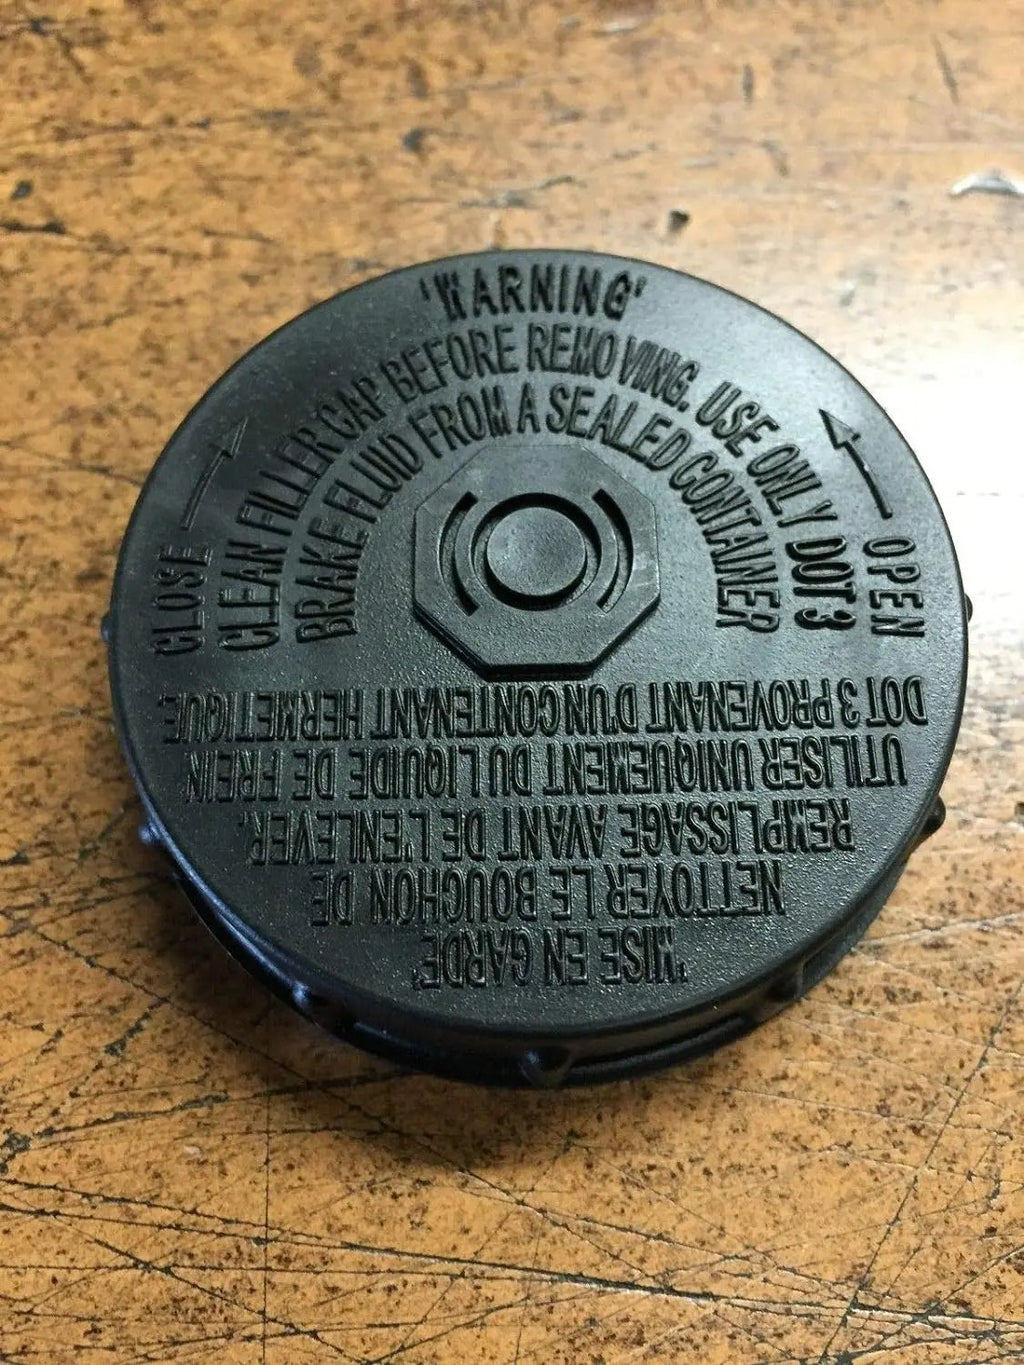 'WARNING'
CLEAN FILLER CAP BEFORE REMOVING. USE ONLY DOT 3
BRAKE FLUID FROM A SEALED CONTAINER
CLOSE
OPEN
'MISE EN GARDE'
NETTOYER LE BOUCHON DE
REMPLISSAGE AVANT DE L'ENLEVER.
UTILISER UNIQUEMENT DU LIQUIDE DE FREIN
DOT 3 PROVENANT D'UN CONTENANT HERMETIQUE